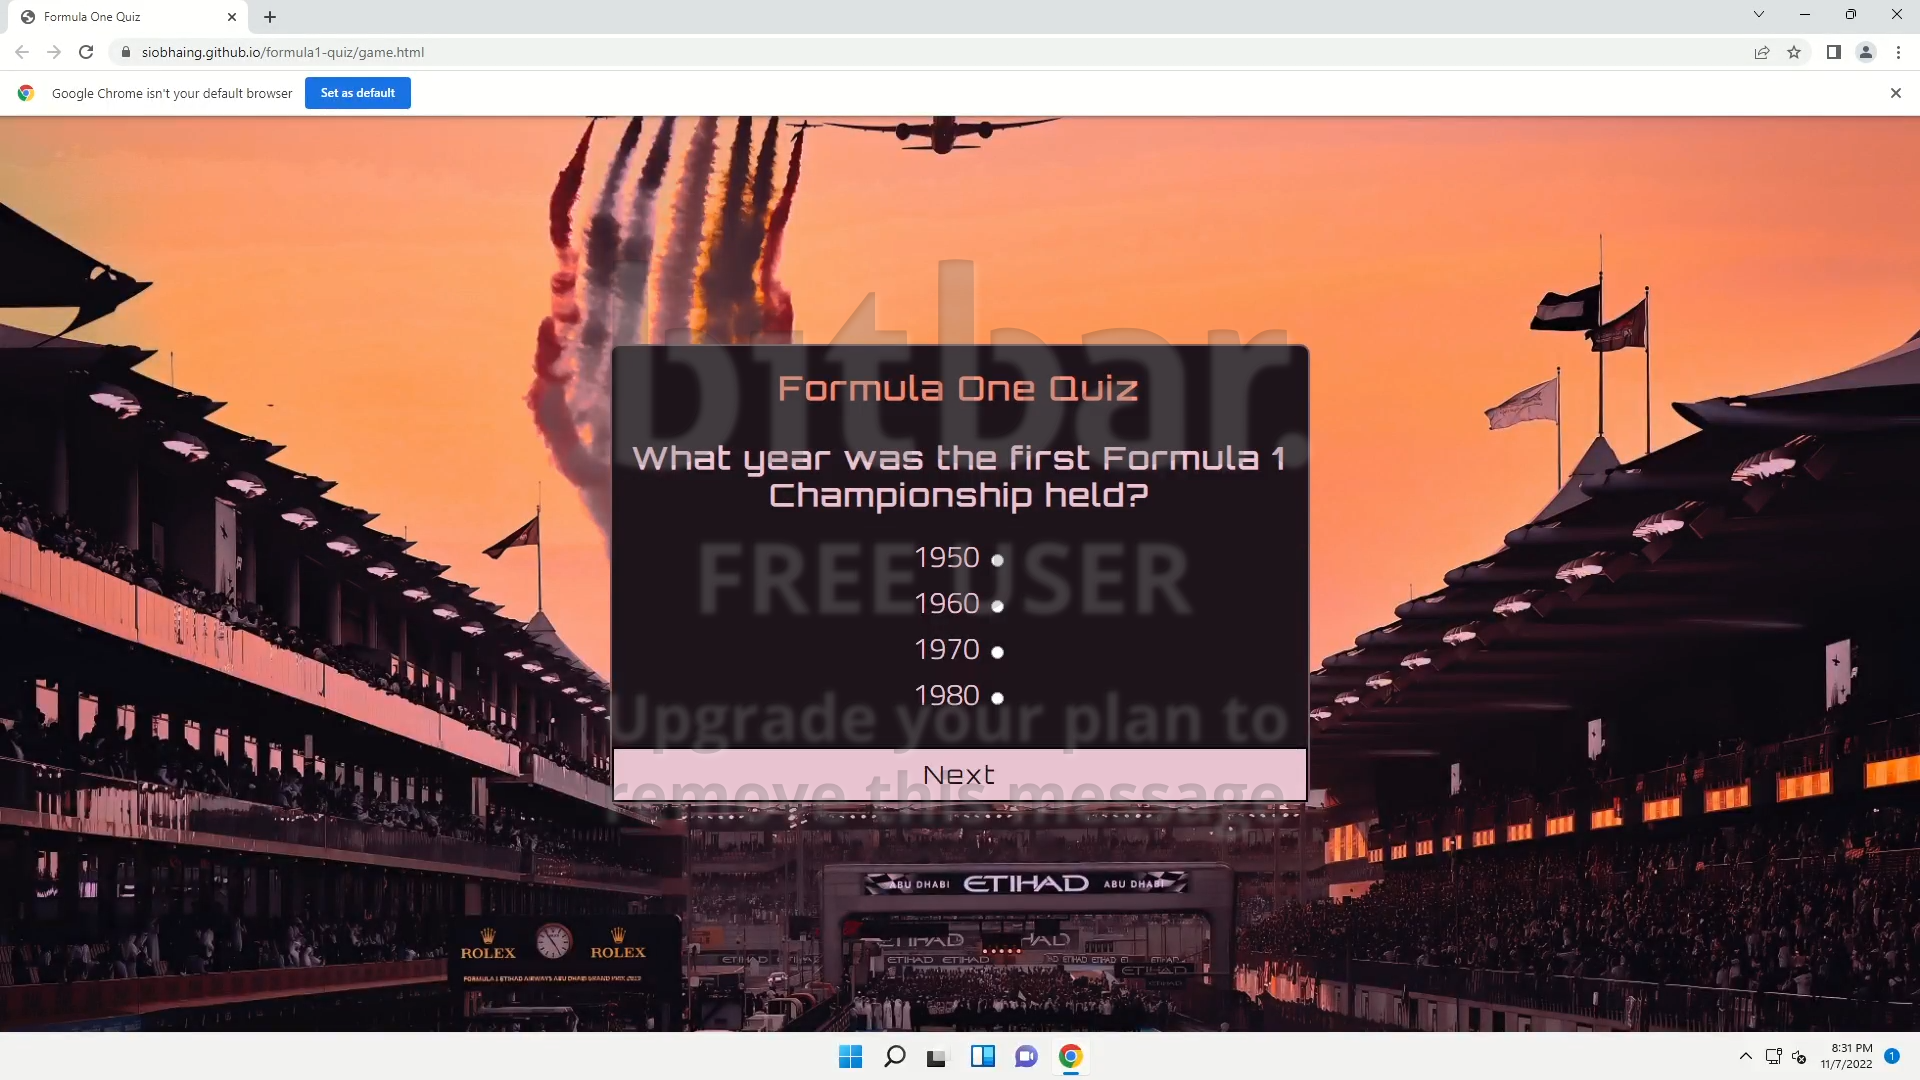 Formula One Quiz
siobhaing.github.io/formula1-quiz/game.html
Google Chrome isn't your default browser
Set as default
bitbar.
Formula One Quiz
What year was the first Formula 1
Championship held?
1950
FREE USER
1960
1970
1980
Upgrade your plan to
Next
remove this message
ABU DHABI ETIHAD ABU DHABI
ETIHAD
ETIHAD ETIHAD
ETIHAD
ROLEX ROLEX
FORMULA 1 ETIHAD AIRWAYS ABU DHABI GRAND PRIX
8:31 PM
11/7/2022
1